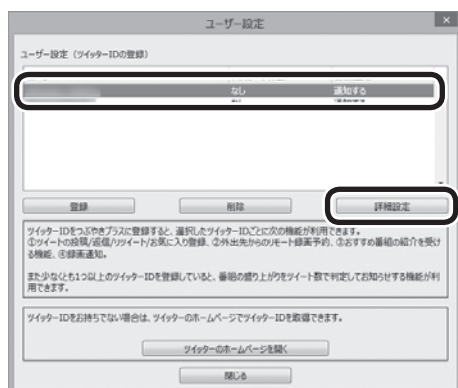 ユーザー設定
ユーザー設定（ツイッターIDの登録）
なし 通知する
登録 削除 詳細設定
ツイッターIDをつぶやきプラスに登録すると、選択したツイッターIDごとに次の機能が利用できます。
①ツイートの投稿/返信/リツイート/お気に入り登録、②外出先からのリモート録画予約、③おすすめ番組の紹介を受け
る機能、④録画通知。
また少なくとも1つ以上のツイッターIDを登録していると、番組の盛り上がりをツイート数で判定してお知らせする機能が利
用できます。
ツイッターIDをお持ちでない場合は、ツイッターのホームページでツイッターIDを取得できます。
ツイッターのホームページを開く
閉じる